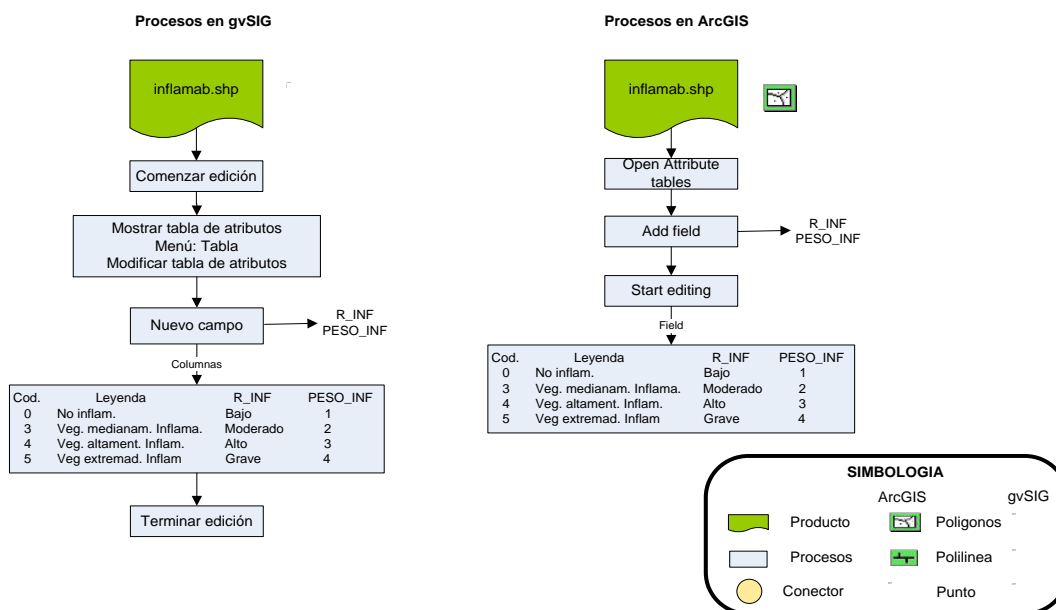 Procesos en gvSIG
inflamab.shp
Comenzar edición
Mostrar tabla de atributos
Menú: Tabla
Modificar tabla de atributos
Nuevo campo
R_INF
PESO_INF
Columnas
Cod. Leyenda R_INF PESO_INF
0 No inflam. Bajo 1
3 Veg. medianam. Inflama. Moderado 2
4 Veg. altament. Inflam. Alto 3
5 Veg extremad. Inflam Grave 4
Terminar edición
Procesos en ArcGIS
inflamab.shp
Open Attribute
tables
Add field
R_INF
PESO_INF
Start editing
Field
Cod. Leyenda R_INF PESO_INF
0 No inflam. Bajo 1
3 Veg. medianam. Inflama. Moderado 2
4 Veg. altament. Inflam. Alto 3
5 Veg extremad. Inflam Grave 4
SIMBOLOGIA
ArcGIS gvSIG
Producto Poligonos
Procesos Polilinea
Conector Punto